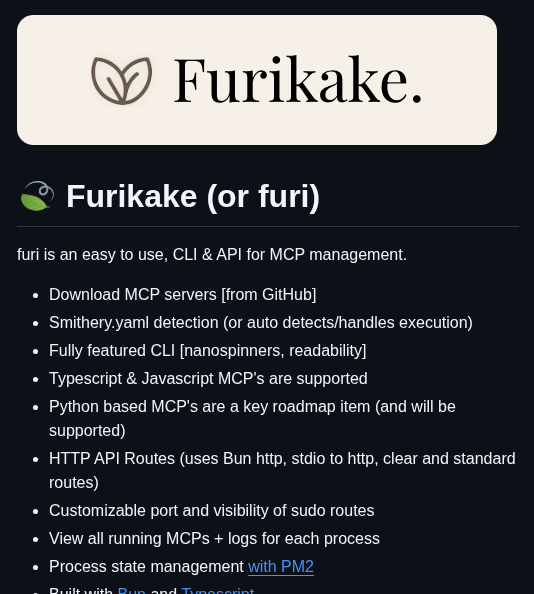 Furikake.
Furikake (or furi)
furi is an easy to use, CLI & API for MCP management.
Download MCP servers [from GitHub]
Smithery.yaml detection (or auto detects/handles execution)
Fully featured CLI [nanospinners, readability]
Typescript & Javascript MCP's are supported
Python based MCP's are a key roadmap item (and will be
supported)
HTTP API Routes (uses Bun http, stdio to http, clear and standard
routes)
Customizable port and visibility of sudo routes
View all running MCPs + logs for each process
Process state management with PM2
Built with Bun and Typescript